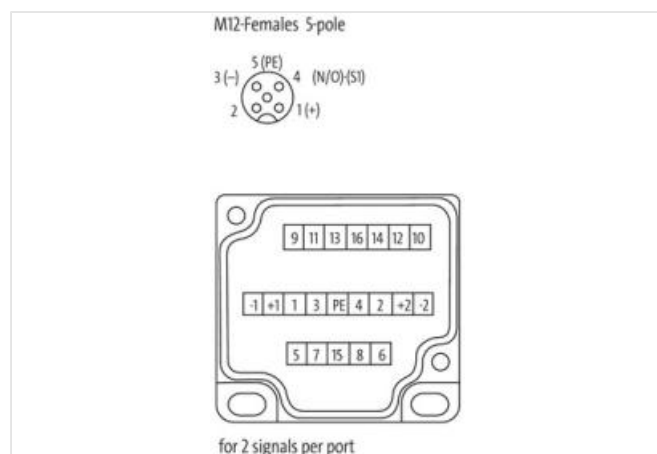 M12-Females 5-pole
5 (PE)
3 (−) 4 (N/O)-(S1)
2 1 (+)
9 11 13 16 14 12 10
-1 +1 1 3 PE 4 2 +2 -2
5 7 15 8 6
for 2 signals per port